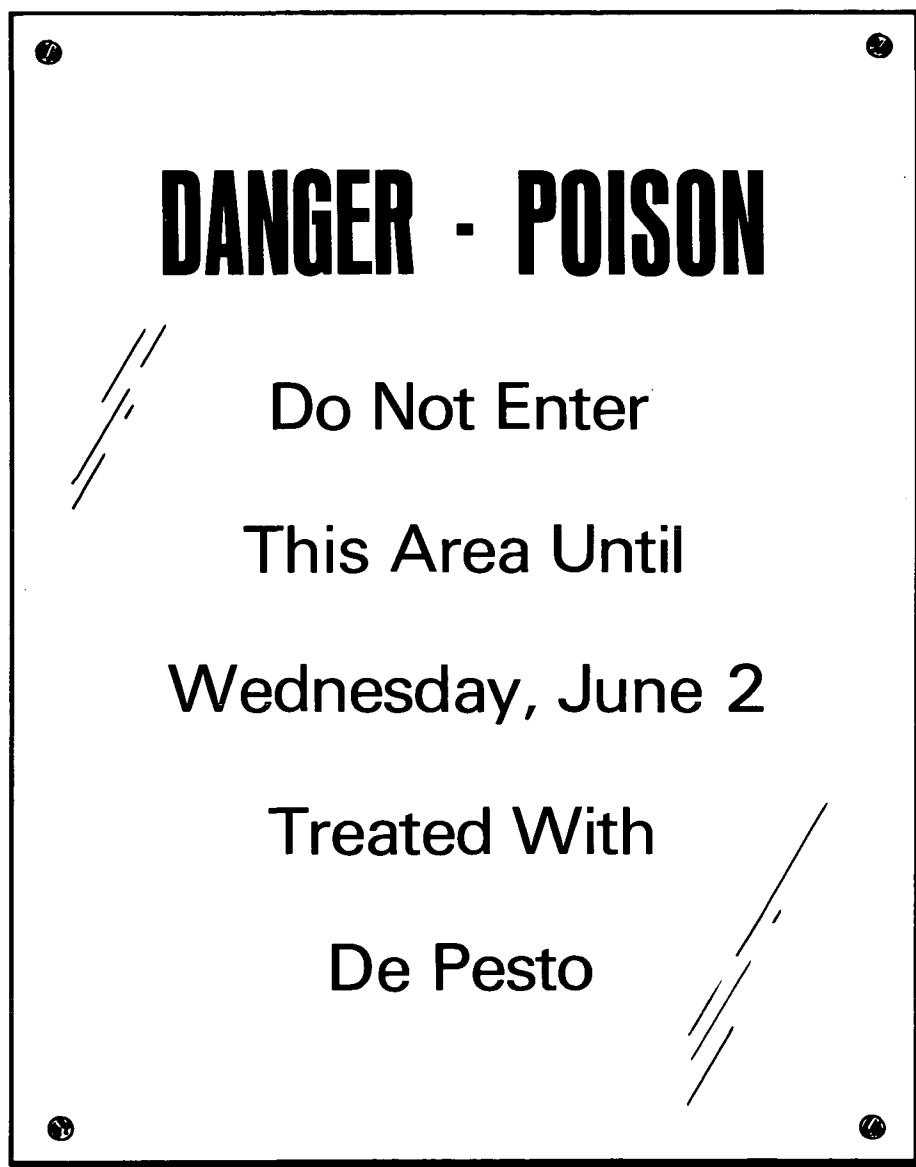 DANGER - POISON
Do Not Enter
This Area Until
Wednesday, June 2
Treated With
De Pesto